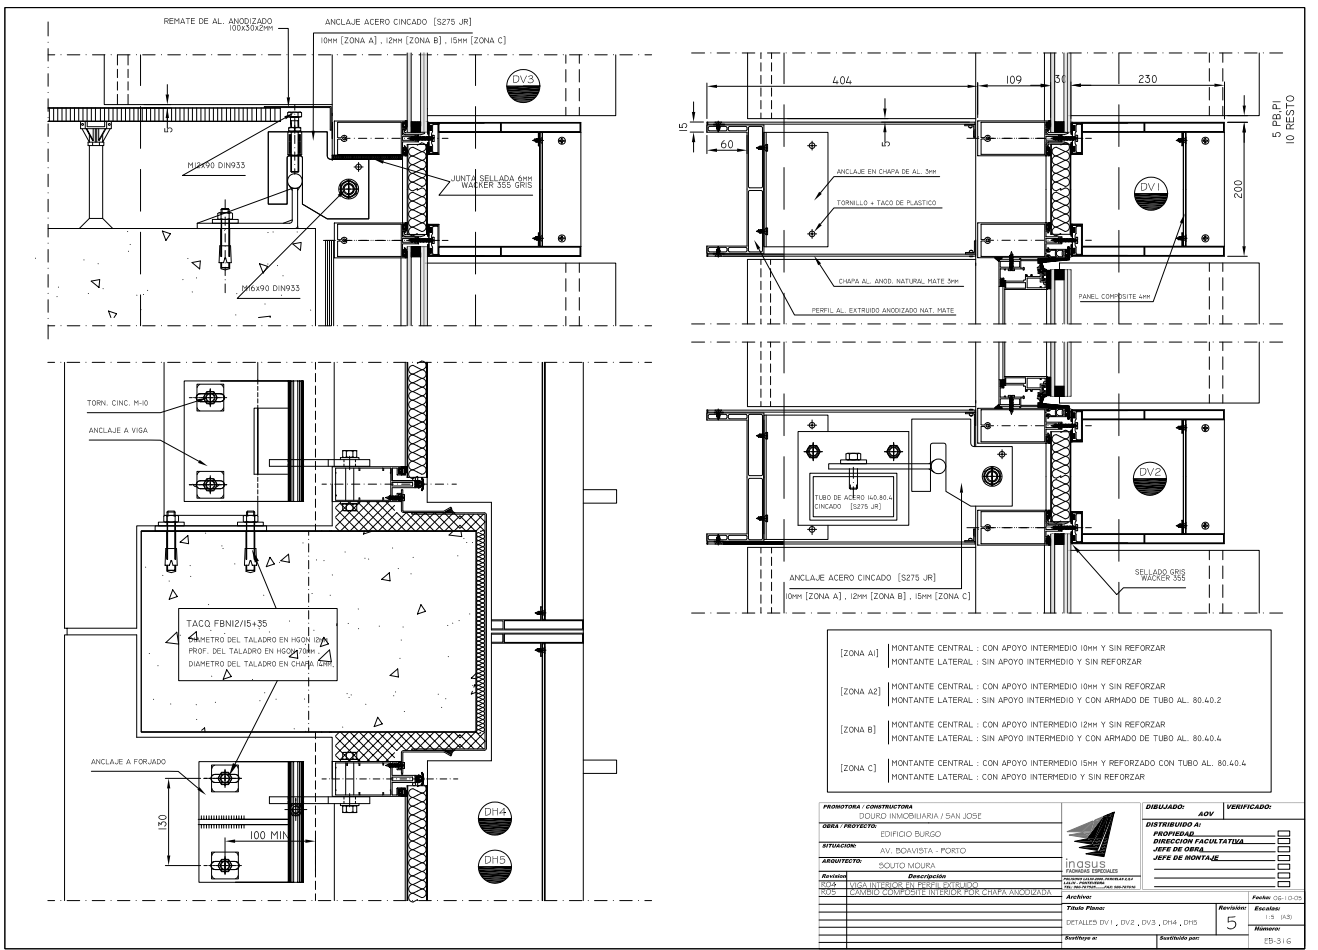 REMATE DE AL. ANODIZADO
100x30x2MM
ANCLAJE ACERO CINCADO [S275 JR]
10MM [ZONA A] , 12MM [ZONA B] , 15MM [ZONA C]
DV3
5
M12x90 DIN933
JUNTA SELLADA 6MM
WACKER 355 GRIS
M16x90 DIN933
404
109
30
230
15
60
5
5 PB,P1
10 RESTO
ANCLAJE EN CHAPA DE AL. 3MM
TORNILLO + TACO DE PLASTICO
DV1
200
CHAPA AL. ANOD. NATURAL MATE 3MM
PANEL COMPOSITE 4MM
PERFIL AL. EXTRUIDO ANODIZADO NAT. MATE
TORN. CINC. M-10
ANCLAJE A VIGA
TUBO DE ACERO 140.80.4
CINCADO [S275 JR]
DV2
SELLADO GRIS
WACKER 355
ANCLAJE ACERO CINCADO [S275 JR]
10MM [ZONA A] , 12MM [ZONA B] , 15MM [ZONA C]
TACO FBN12/15+35
DIAMETRO DEL TALADRO EN HGON 12MM
PROF. DEL TALADRO EN HGON 70MM .
DIAMETRO DEL TALADRO EN CHAPA 14MM.
ANCLAJE A FORJADO
130
100 MIN
DH4
DH5
[ZONA A1]
MONTANTE CENTRAL : CON APOYO INTERMEDIO 10MM Y SIN REFORZAR
MONTANTE LATERAL : SIN APOYO INTERMEDIO Y SIN REFORZAR
[ZONA A2]
MONTANTE CENTRAL : CON APOYO INTERMEDIO 10MM Y SIN REFORZAR
MONTANTE LATERAL : SIN APOYO INTERMEDIO Y CON ARMADO DE TUBO AL. 80.40.2
[ZONA B]
MONTANTE CENTRAL : CON APOYO INTERMEDIO 12MM Y SIN REFORZAR
MONTANTE LATERAL : SIN APOYO INTERMEDIO Y CON ARMADO DE TUBO AL. 80.40.4
[ZONA C]
MONTANTE CENTRAL : CON APOYO INTERMEDIO 15MM Y REFORZADO CON TUBO AL. 80.40.4
MONTANTE LATERAL : CON APOYO INTERMEDIO Y SIN REFORZAR
PROMOTORA / CONSTRUCTORA
DOURO INMOBILIARIA / SAN JOSE
OBRA / PROYECTO:
EDIFICIO BURGO
SITUACION:
AV. BOAVISTA - PORTO
ARQUITECTO:
SOUTO MOURA
Revision Descripción
R04 VIGA INTERIOR EN PERFIL EXTRUIDO
R05 CAMBIO COMPOSITE INTERIOR POR CHAPA ANODIZADA
inasus
FACHADAS ESPECIALES
DIBUJADO:
AOV
VERIFICADO:
DISTRIBUIDO A:
PROPIEDAD
DIRECCION FACULTATIVA
JEFE DE OBRA
JEFE DE MONTAJE
Archivo:
Fecha: 06-10-05
Título Plano:
DETALLES DV1 , DV2 , DV3 , DH4 , DH5
Revisión:
5
Escalas:
1:5 (A3)
Sustituye a:
Sustituido por:
Número:
EB-316